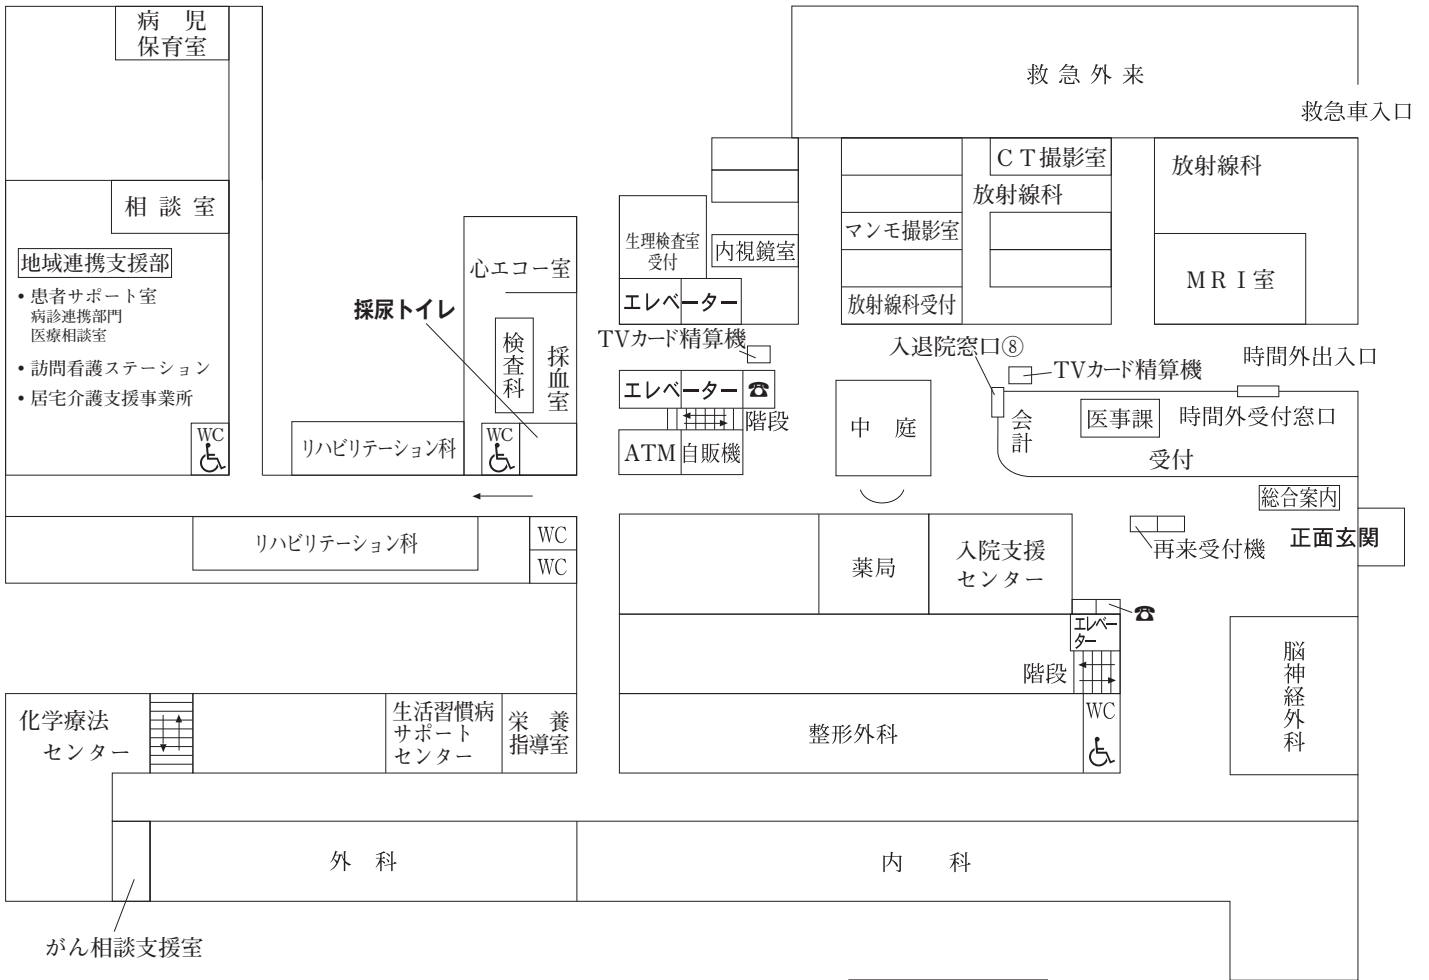 病　児
保育室
救 急 外 来
救急車入口
相 談 室
地域連携支援部
• 患者サポート室
病診連携部門
医療相談室
• 訪問看護ステーション
• 居宅介護支援事業所
WC
リハビリテーション科
心エコー室
採尿トイレ
検査科
採血室
WC
生理検査室
受付
内視鏡室
エレベーター
TVカード精算機
エレベーター ☎
階段
ATM
自販機
ＣＴ撮影室
放射線科
マンモ撮影室
放射線科受付
放射線科
ＭＲＩ室
入退院窓口⑧
TVカード精算機
時間外出入口
中　庭
会計
医事課
時間外受付窓口
受付
総合案内
正面玄関
再来受付機
リハビリテーション科
WC
WC
薬局
入院支援
センター
☎
エレベー
ター
階段
WC
整形外科
脳神経外科
化学療法
センター
生活習慣病
サポート
センター
栄　養
指導室
外　科
内　　科
がん相談支援室